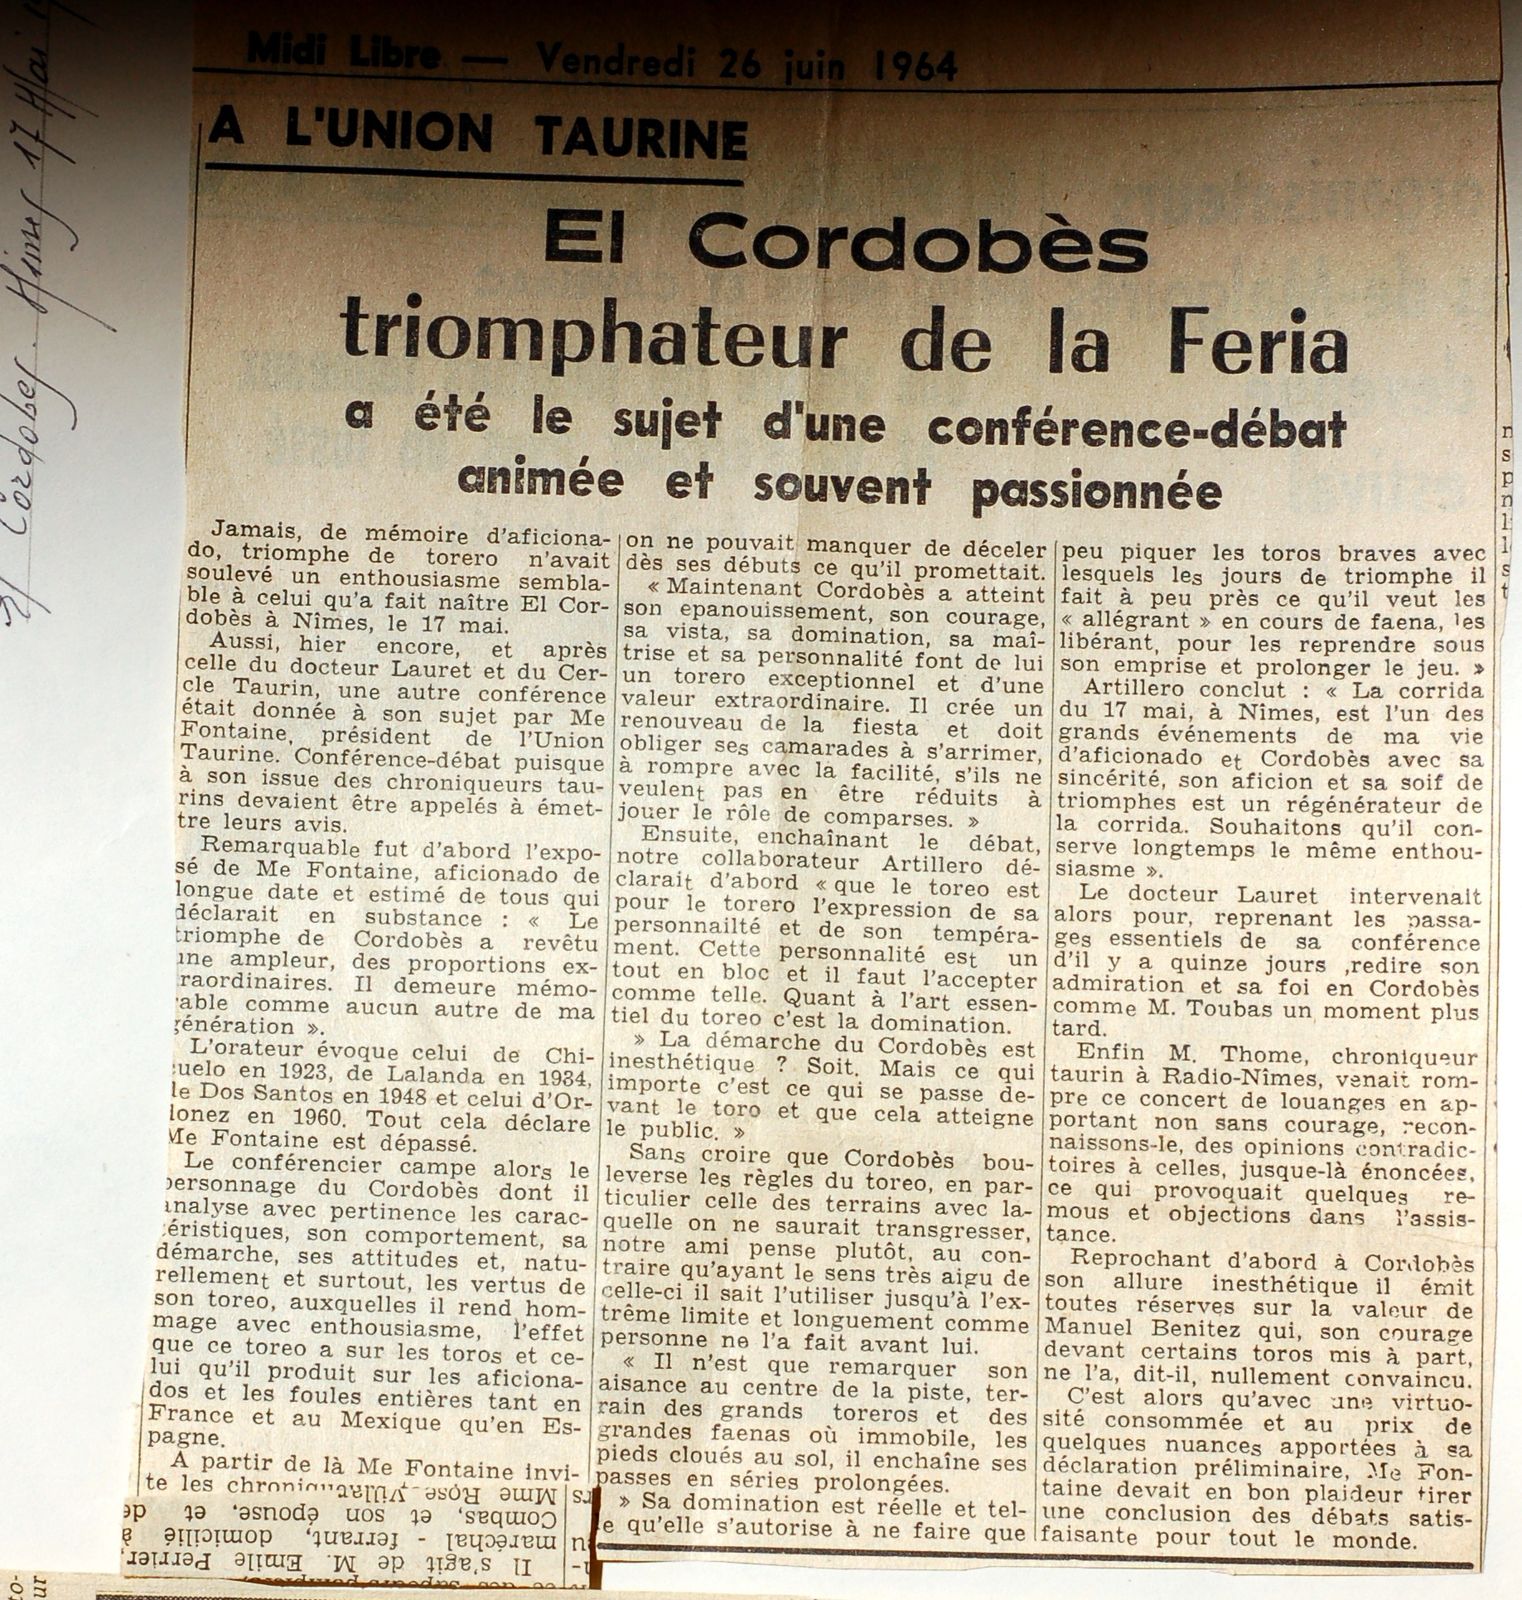 Midi Libre — Vendredi 26 juin 1964
A L'UNION TAURINE
El Cordobès
triomphateur de la Feria
a été le sujet d'une conférence-débat
animée et souvent passionnée
Jamais, de mémoire d'aficiona-
do, triomphe de torero n'avait
soulevé un enthousiasme sembla-
ble à celui qu'a fait naître El Cor-
dobès à Nîmes, le 17 mai.
Aussi, hier encore, et après
celle du docteur Lauret et du Cer-
cle Taurin, une autre conférence
était donnée à son sujet par Me
Fontaine, président de l'Union
Taurine. Conférence-débat puisque
à son issue des chroniqueurs tau-
rins devaient être appelés à émet-
tre leurs avis.
Remarquable fut d'abord l'expo-
sé de Me Fontaine, aficionado de
longue date et estimé de tous qui
déclarait en substance : « Le
triomphe de Cordobès a revêtu
une ampleur, des proportions ex-
raordinaires. Il demeure mémo-
rable comme aucun autre de ma
génération ».
L'orateur évoque celui de Chi-
cuelo en 1923, de Lalanda en 1934,
de Dos Santos en 1948 et celui d'Or-
donez en 1960. Tout cela déclare
Me Fontaine est dépassé.
Le conférencier campe alors le
personnage du Cordobès dont il
analyse avec pertinence les carac-
téristiques, son comportement, sa
démarche, ses attitudes et, natu-
rellement et surtout, les vertus de
son toreo, auxquelles il rend hom-
mage avec enthousiasme, l'effet
que ce toreo a sur les toros et ce-
lui qu'il produit sur les aficiona-
dos et les foules entières tant en
France et au Mexique qu'en Es-
pagne.
A partir de là Me Fontaine invi-
te les
on ne pouvait manquer de déceler
dès ses débuts ce qu'il promettait.
« Maintenant Cordobès a atteint
son epanouissement, son courage,
sa vista, sa domination, sa maî-
trise et sa personnalité font de lui
un torero exceptionnel et d'une
valeur extraordinaire. Il crée un
renouveau de la fiesta et doit
obliger ses camarades à s'arrimer,
à rompre avec la facilité, s'ils ne
veulent pas en être réduits à
jouer le rôle de comparses. »
Ensuite, enchaînant le débat,
notre collaborateur Artillero dé-
clarait d'abord « que le toreo est
pour le torero l'expression de sa
personnailté et de son tempéra-
ment. Cette personnalité est un
tout en bloc et il faut l'accepter
comme telle. Quant à l'art essen-
tiel du toreo c'est la domination.
» La démarche du Cordobès est
inesthétique ? Soit. Mais ce qui
importe c'est ce qui se passe de-
vant le toro et que cela atteigne
le public. »
Sans croire que Cordobès bou-
leverse les règles du toreo, en par-
ticulier celle des terrains avec la-
quelle on ne saurait transgresser,
notre ami pense plutôt, au con-
traire qu'ayant le sens très aigu de
celle-ci il sait l'utiliser jusqu'à l'ex-
trême limite et longuement comme
personne ne l'a fait avant lui.
« Il n'est que remarquer son
aisance au centre de la piste, ter-
rain des grands toreros et des
grandes faenas où immobile, les
pieds cloués au sol, il enchaîne ses
passes en séries prolongées.
» Sa domination est réelle et tel-
le qu'elle s'autorise à ne faire que
peu piquer les toros braves avec
lesquels les jours de triomphe il
fait à peu près ce qu'il veut les
« allégrant » en cours de faena, les
libérant, pour les reprendre sous
son emprise et prolonger le jeu. »
Artillero conclut : « La corrida
du 17 mai, à Nîmes, est l'un des
grands événements de ma vie
d'aficionado et Cordobès avec sa
sincérité, son aficion et sa soif de
triomphes est un régénérateur de
la corrida. Souhaitons qu'il con-
serve longtemps le même enthou-
siasme ».
Le docteur Lauret intervenait
alors pour, reprenant les passa-
ges essentiels de sa conférence
d'il y a quinze jours ,redire son
admiration et sa foi en Cordobès
comme M. Toubas un moment plus
tard.
Enfin M. Thome, chroniqueur
taurin à Radio-Nîmes, venait rom-
pre ce concert de louanges en ap-
portant non sans courage, recon-
naissons-le, des opinions contradic-
toires à celles, jusque-là énoncées,
ce qui provoquait quelques re-
mous et objections dans l'assis-
tance.
Reprochant d'abord à Cordobès
son allure inesthétique il émit
toutes réserves sur la valeur de
Manuel Benitez qui, son courage
devant certains toros mis à part,
ne l'a, dit-il, nullement convaincu.
C'est alors qu'avec une virtuo-
sité consommée et au prix de
quelques nuances apportées à sa
déclaration préliminaire, Me Fon-
taine devait en bon plaideur tirer
une conclusion des débats satis-
faisante pour tout le monde.
Il s'agit de M. Emile Perrier,
maréchal - ferrant, domicilié à
Combas, et son épouse, et de
Mme Rose
El Cordobes. Nimes 17 Mai